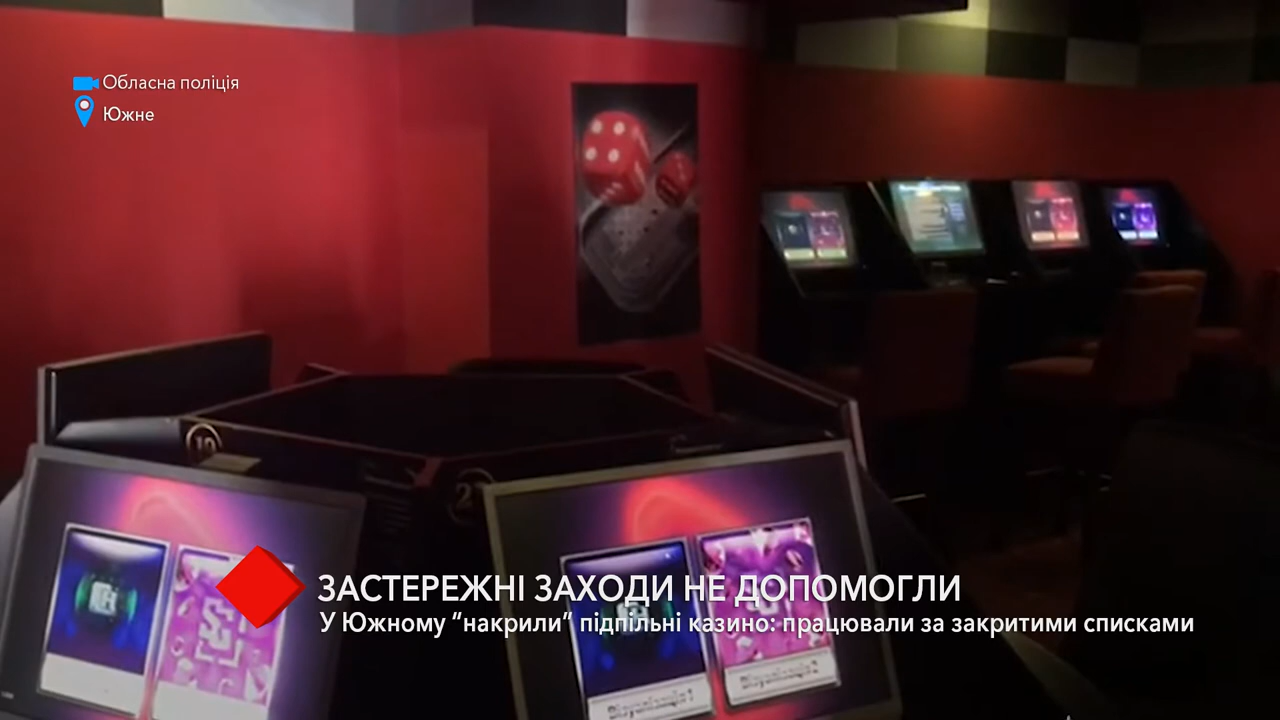 Обласна поліція
Южне
ЗАСТЕРЕЖНІ ЗАХОДИ НЕ ДОПОМОГЛИ
У Южному “накрили” підпільні казино: працювали за закритими списками